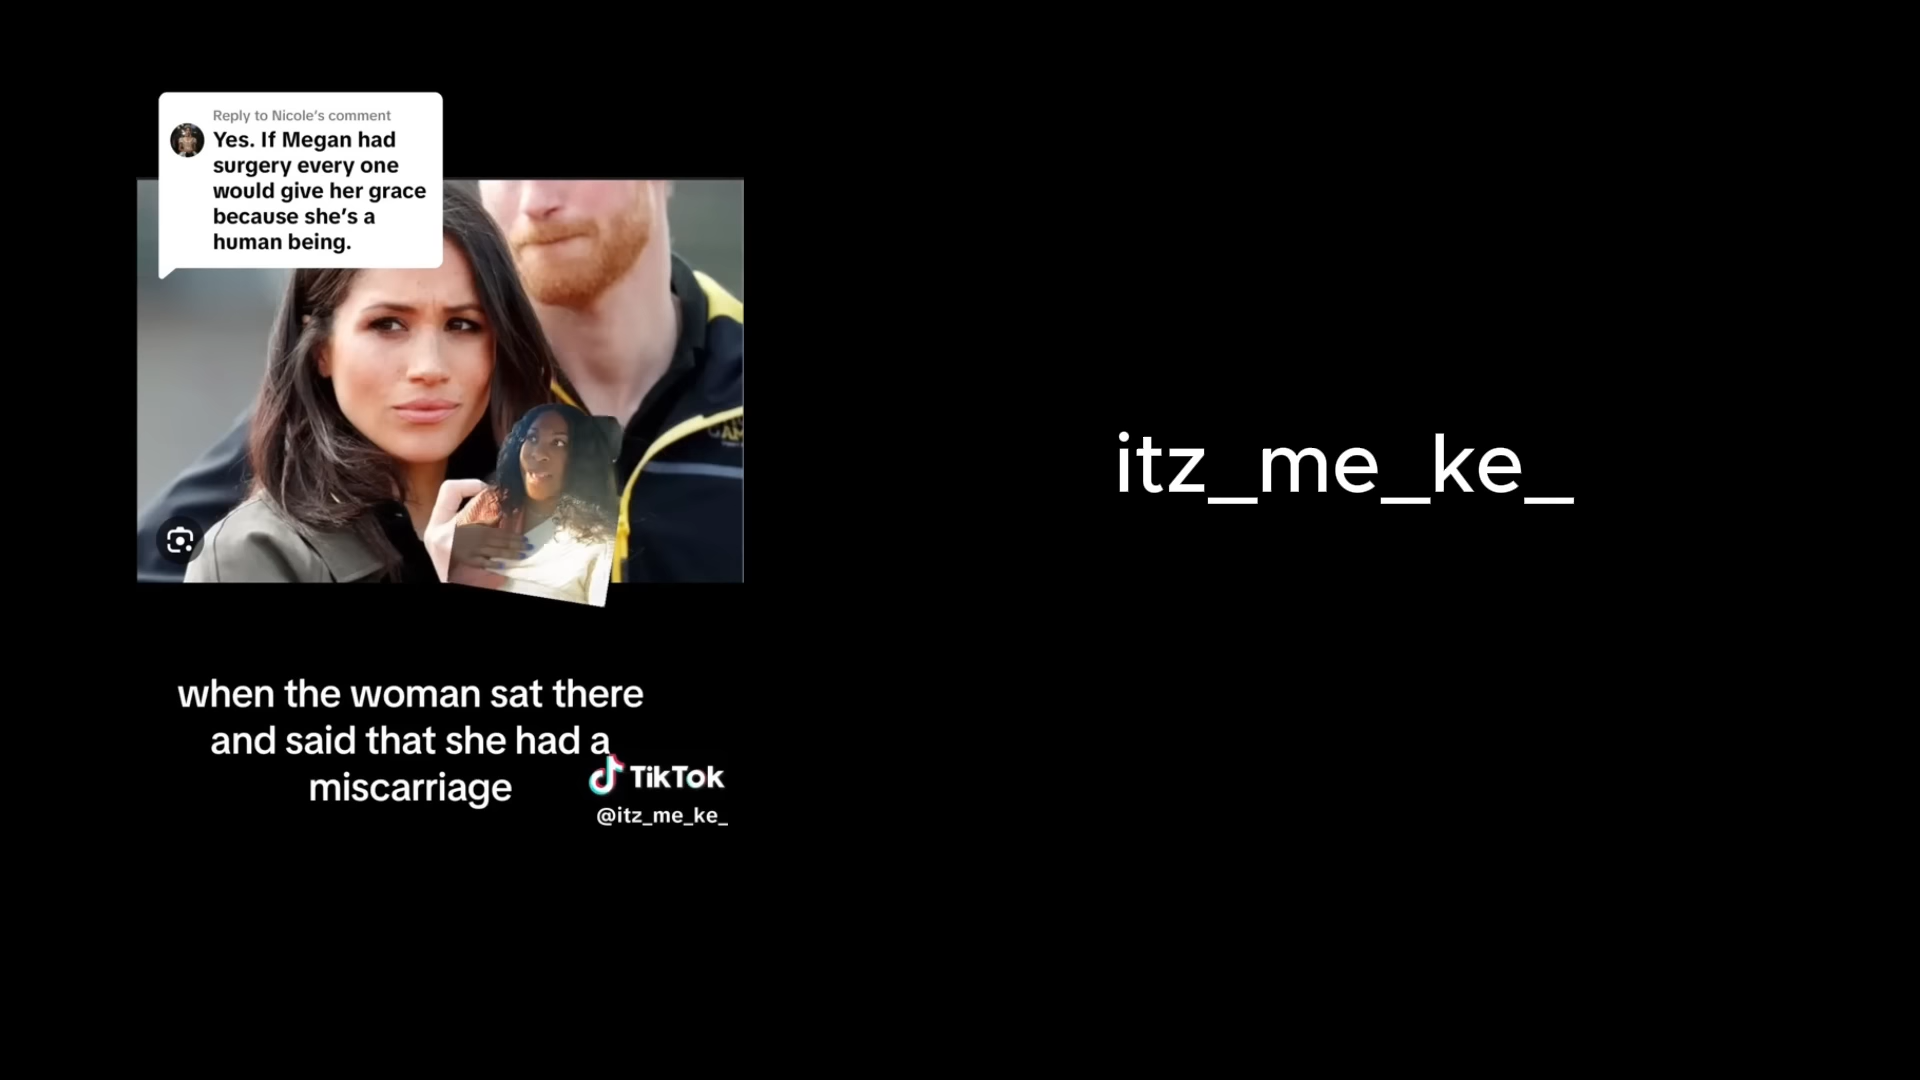 Reply to Nicole's comment
Yes. If Megan had
surgery every one
would give her grace
because she's a
human being.
itz_me_ke_
when the woman sat there
and said that she had a
miscarriage
TikTok
@itz_me_ke_